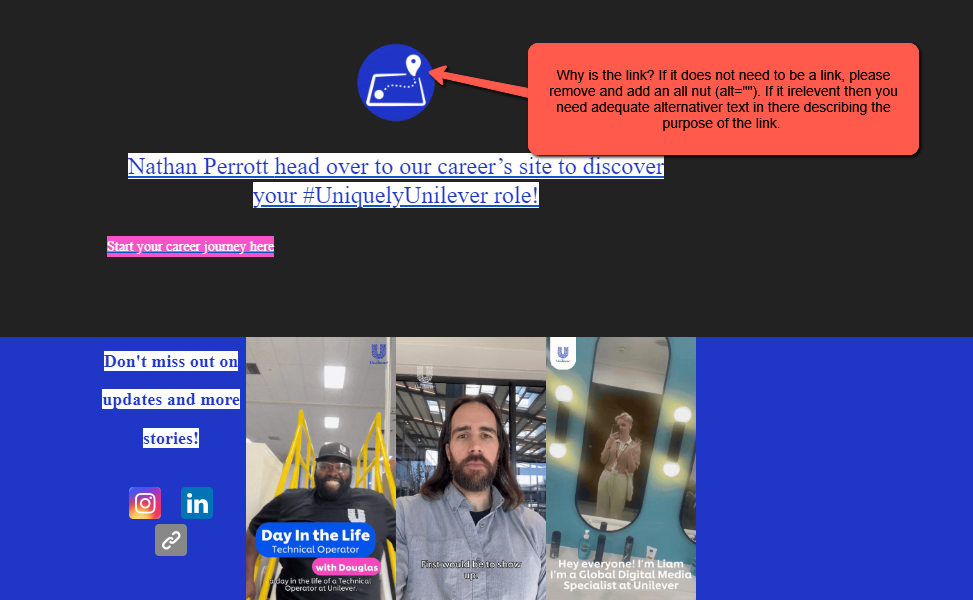 Why is the link? If it does not need to be a link, please
remove and add an all nut (alt=""). If it irelevent then you
need adequate alternativer text in there describing the
purpose of the link.
Nathan Perrott head over to our career’s site to discover
your #UniquelyUnilever role!
Start your career journey here
Don't miss out on
updates and more
stories!
in
Unilever
Day In the Life
Technical Operator
with Douglas
a day in the life of a Technical
Operator at Unilever
First would be to show
up,
Hey everyone! I'm Liam
I'm a Global Digital Media
Specialist at Unilever